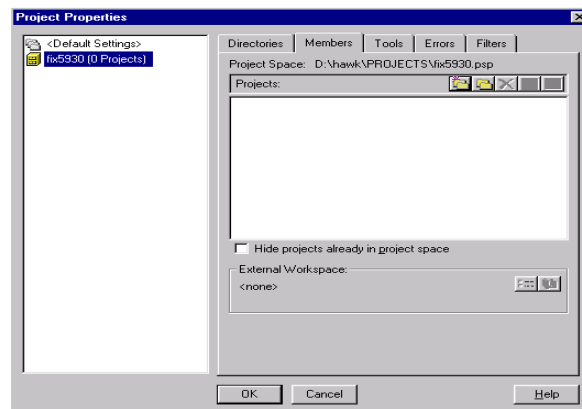 Project Properties
<Default Settings>
fix5930 (0 Projects)
Directories Members Tools Errors Filters
Project Space: D:\hawk\PROJECTS\fix5930.psp
Projects:
Hide projects already in project space
External Workspace:
<none>
OK Cancel Help